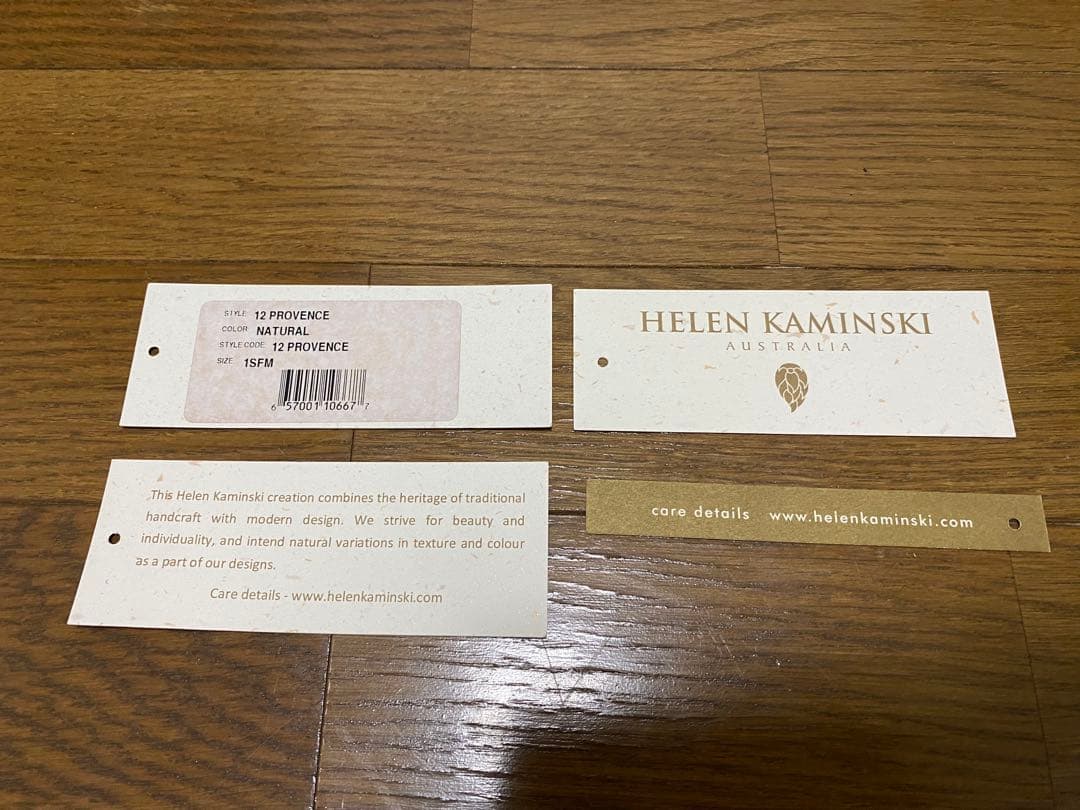 STYLE 12 PROVENCE
COLOR NATURAL
STYLE CODE 12 PROVENCE
SIZE 1SFM
6 57001 10667 7
HELEN KAMINSKI
AUSTRALIA
This Helen Kaminski creation combines the heritage of traditional
handcraft with modern design. We strive for beauty and
individuality, and intend natural variations in texture and colour
as a part of our designs.
Care details - www.helenkaminski.com
care details www.helenkaminski.com